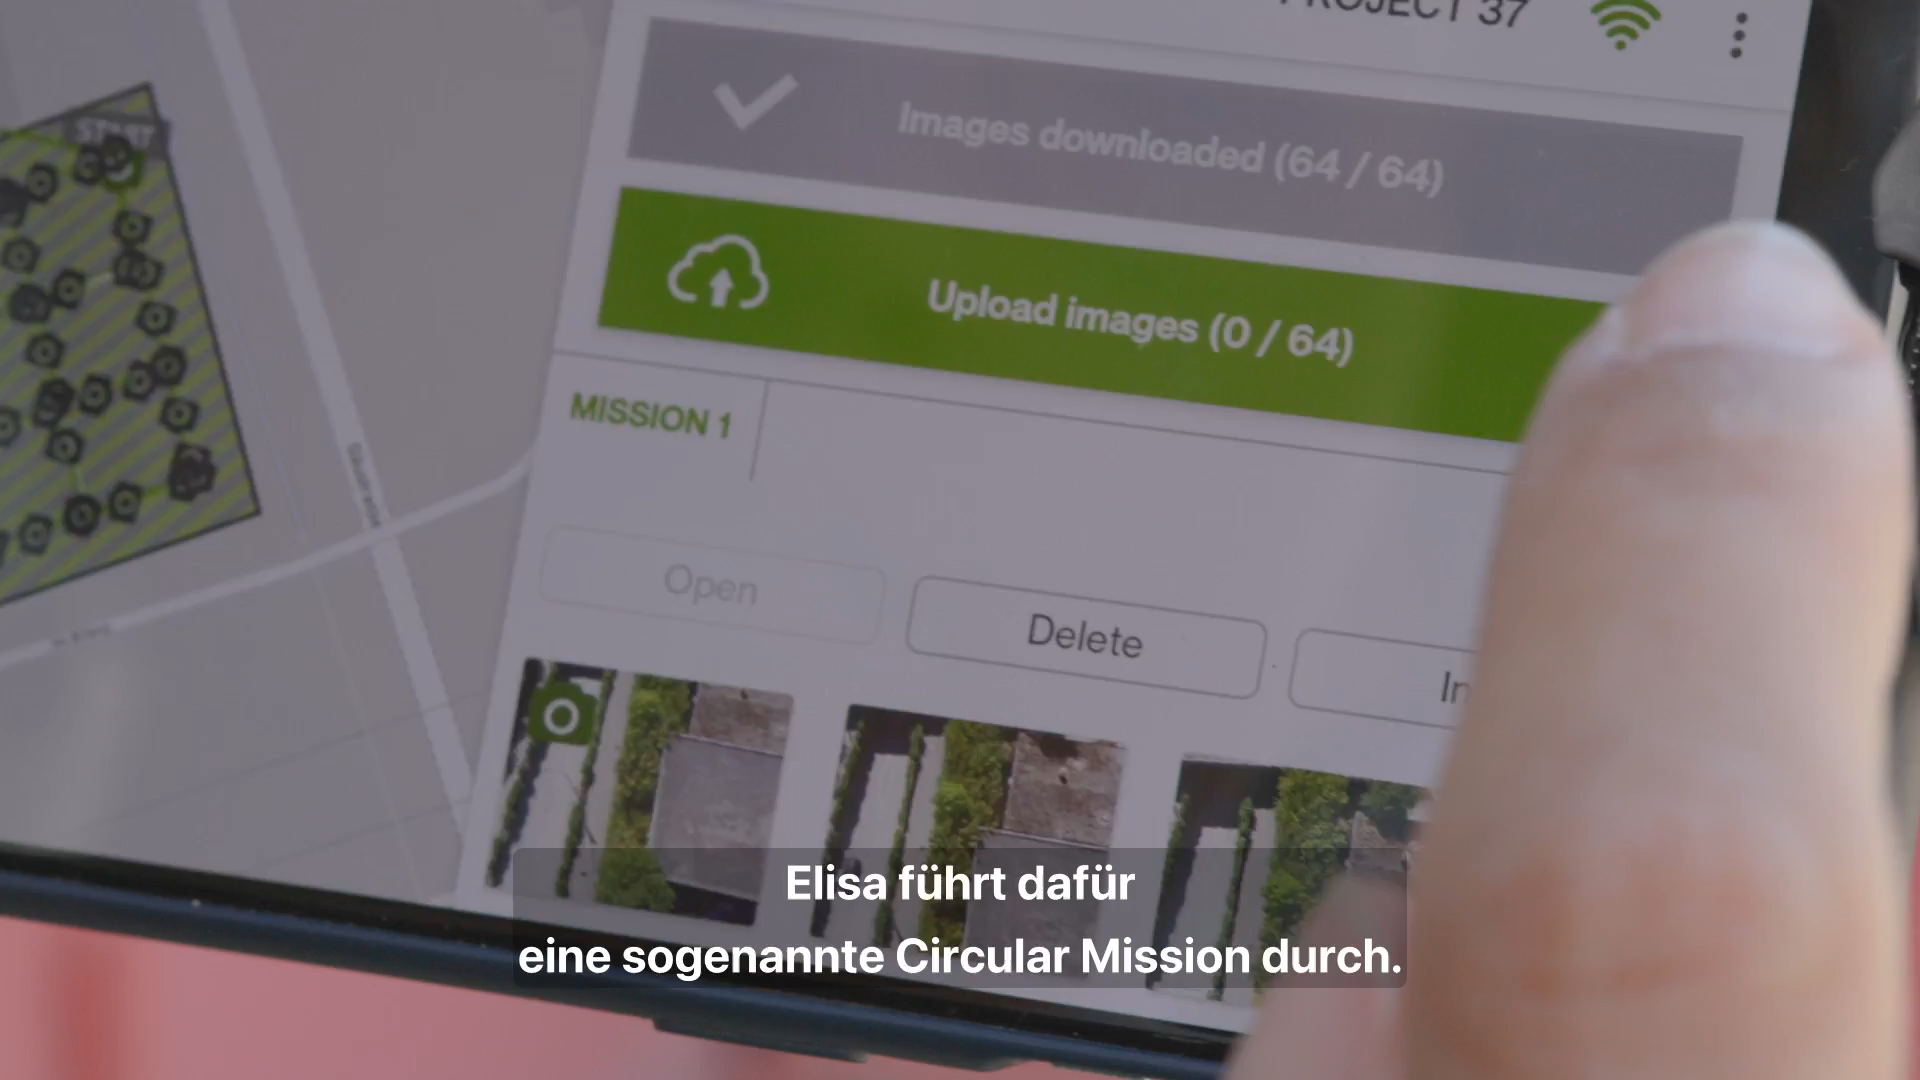 PROJECT 37
Images downloaded (64 / 64)
START
Upload images (0 / 64)
MISSION 1
Open
Delete
Elisa führt dafür
eine sogenannte Circular Mission durch.